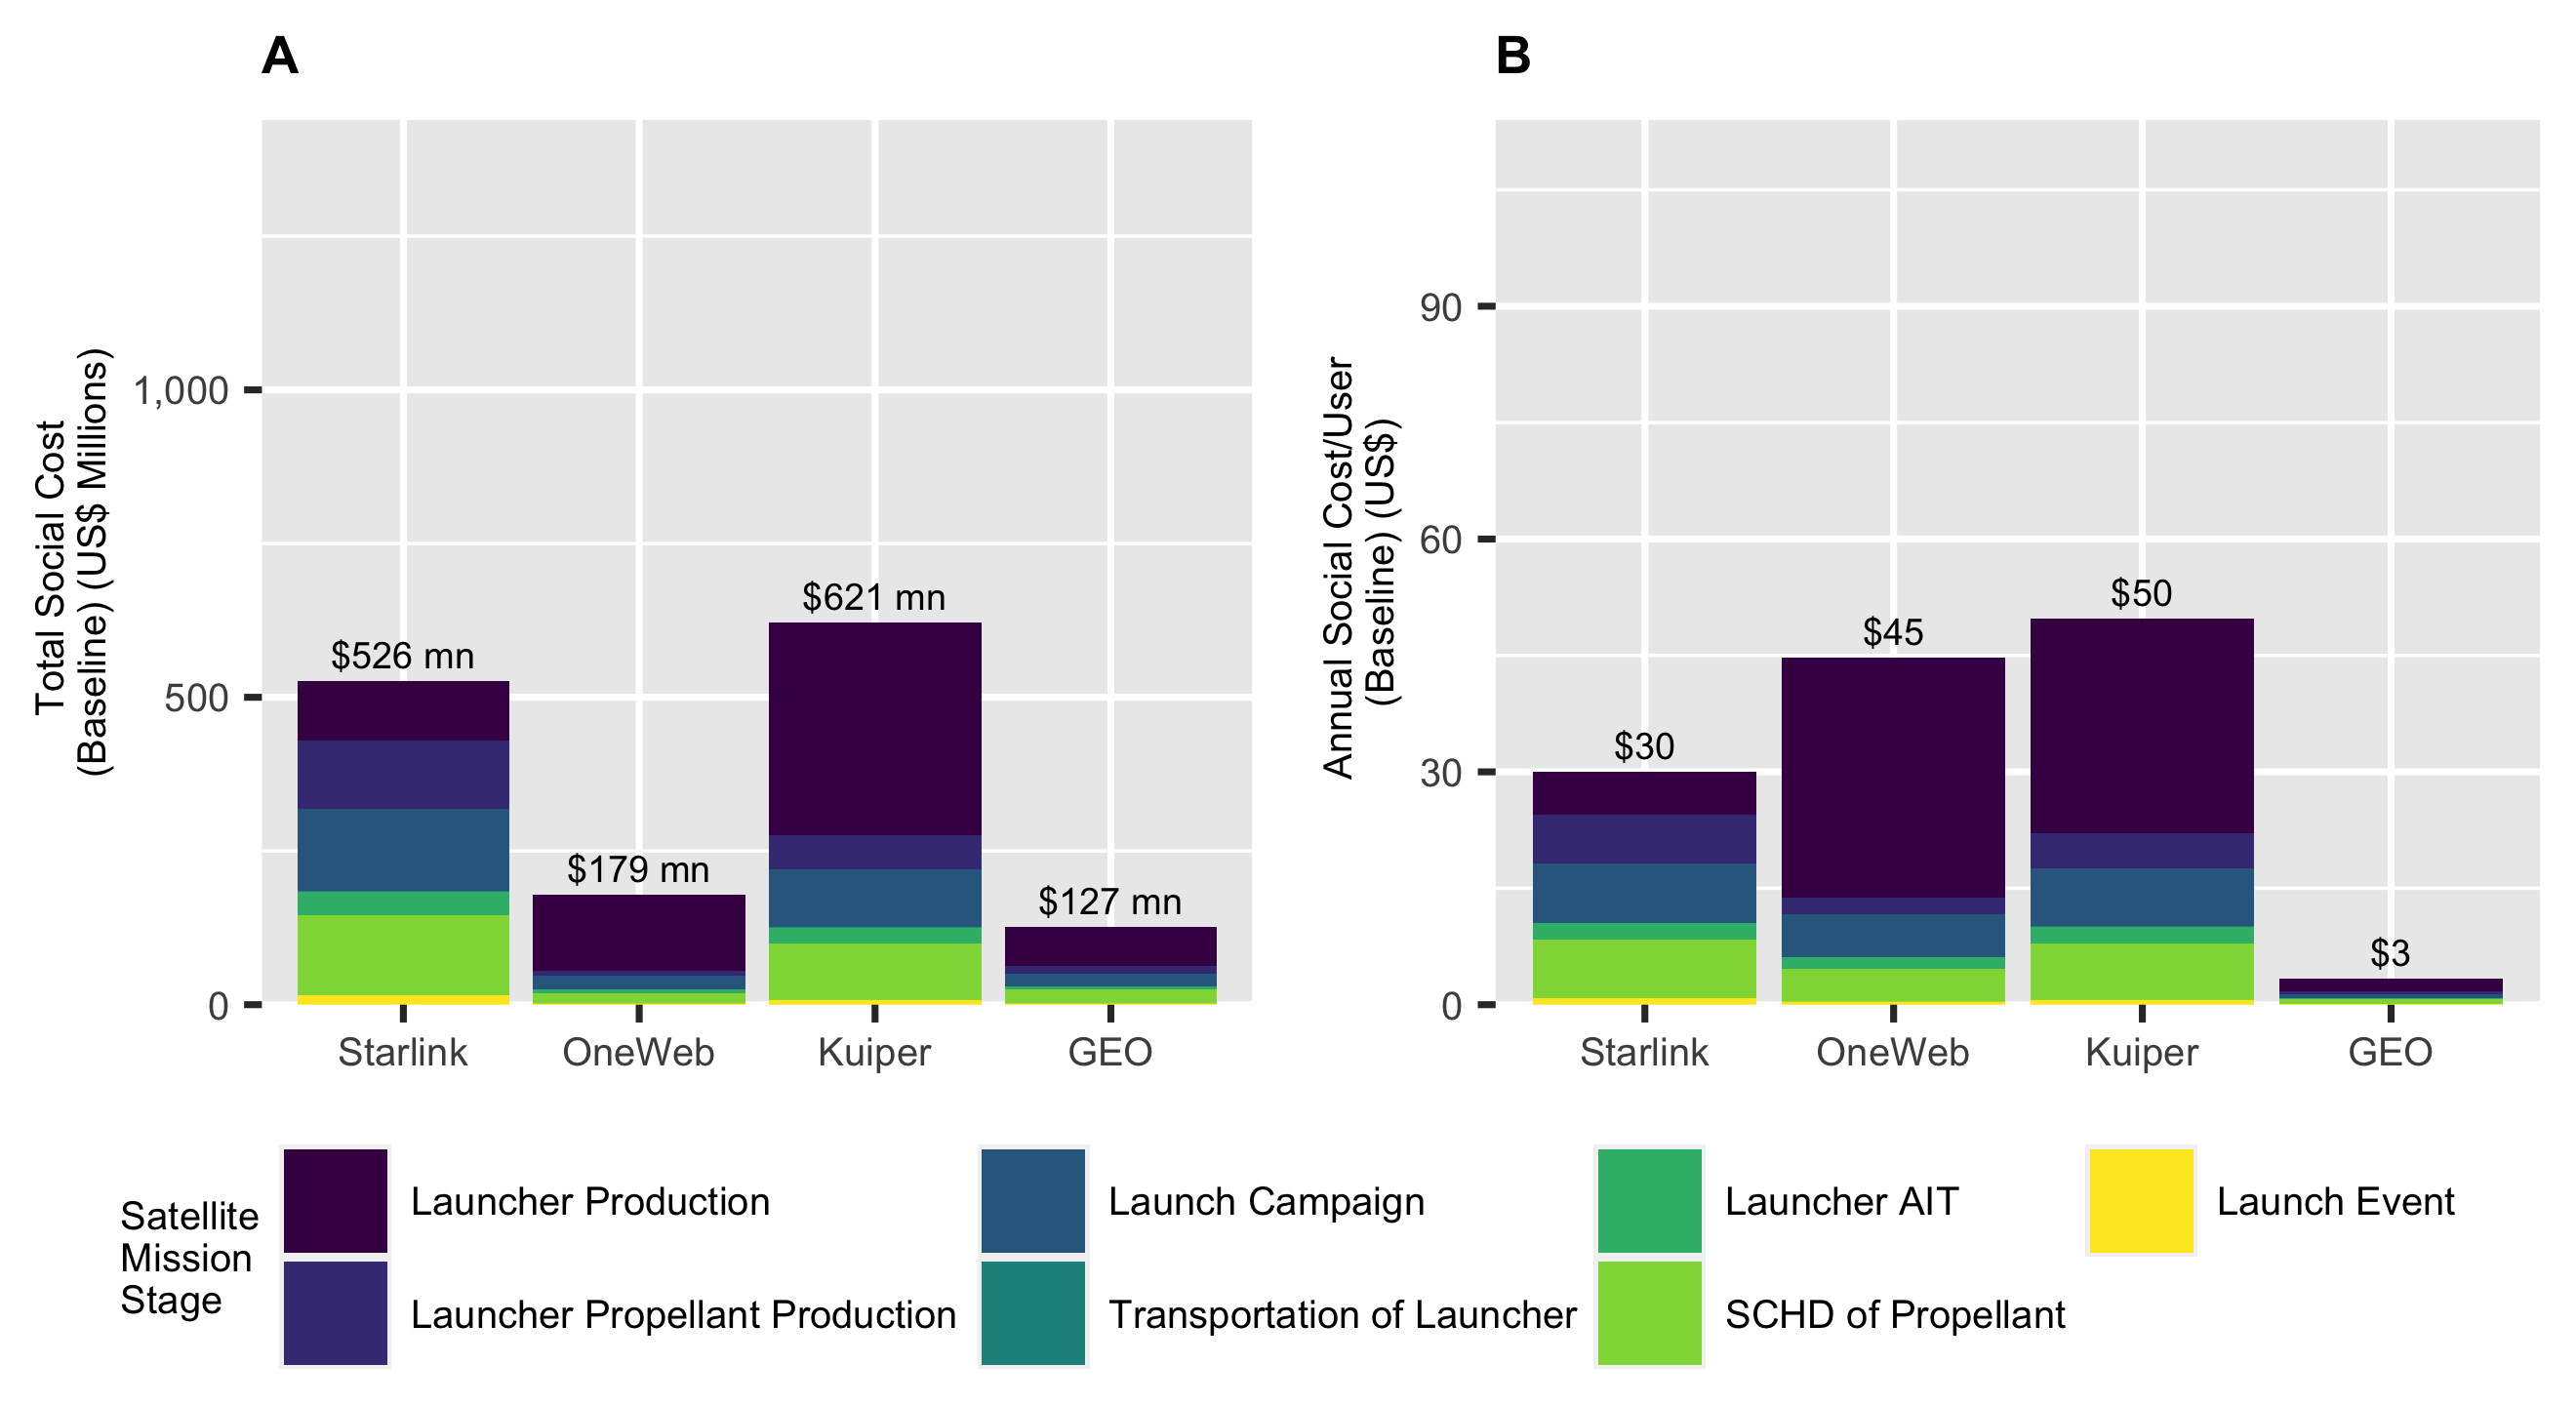 A
Total Social Cost
(Baseline) (US$ Millions)
1,000
500
0
$526 mn
$179 mn
$621 mn
$127 mn
Starlink
OneWeb
Kuiper
GEO
B
Annual Social Cost/User
(Baseline) (US$)
90
60
30
0
$30
$45
$50
$3
Starlink
OneWeb
Kuiper
GEO
Satellite
Mission
Stage
Launcher Production
Launcher Propellant Production
Launch Campaign
Transportation of Launcher
Launcher AIT
SCHD of Propellant
Launch Event